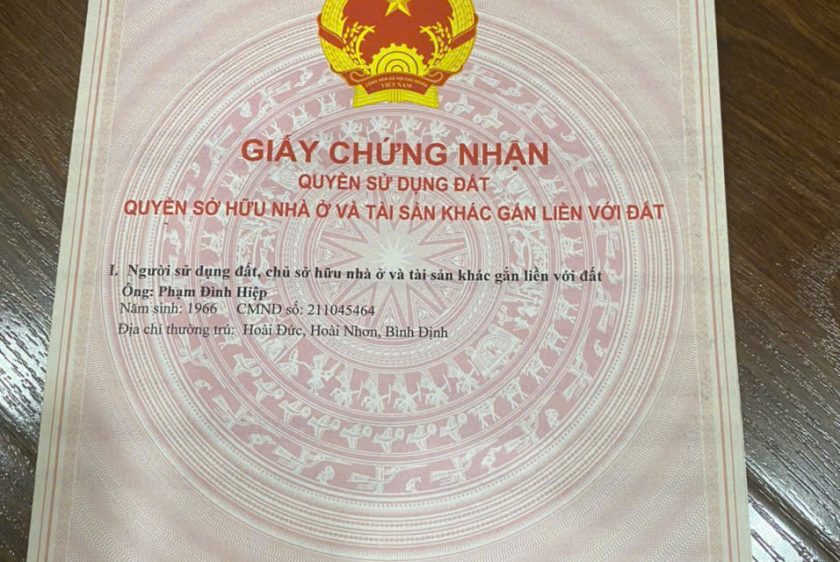 VIỆT NAM
GIẤY CHỨNG NHẬN
QUYỀN SỬ DỤNG ĐẤT
QUYỀN SỞ HỮU NHÀ Ở VÀ TÀI SẢN KHÁC GẮN LIỀN VỚI ĐẤT
I. Người sử dụng đất, chủ sở hữu nhà ở và tài sản khác gắn liền với đất
Ông: Phạm Đình Hiệp
Năm sinh: 1966 CMND số: 211045464
Địa chỉ thường trú: Hoài Đức, Hoài Nhơn, Bình Định